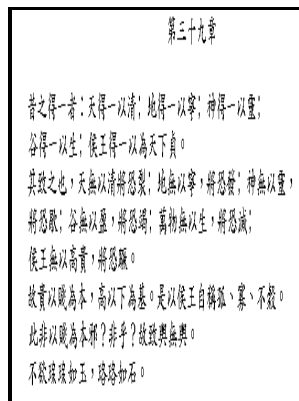 第三十九章
昔之得一者：天得一以清；地得一以寧；神得一以靈；
谷得一以生；侯王得一以為天下貞。
其致之也，天無以清將恐裂；地無以寧，將恐發；神無以靈，
將恐歇；谷無以盈，將恐竭；萬物無以生，將恐滅；
侯王無以高貴，將恐蹶。
故貴以賤為本，高以下為基。是以侯王自稱孤、寡、不穀。
此非以賤為本邪？非乎？故致輿無輿。
不欲琭琭如玉，珞珞如石。